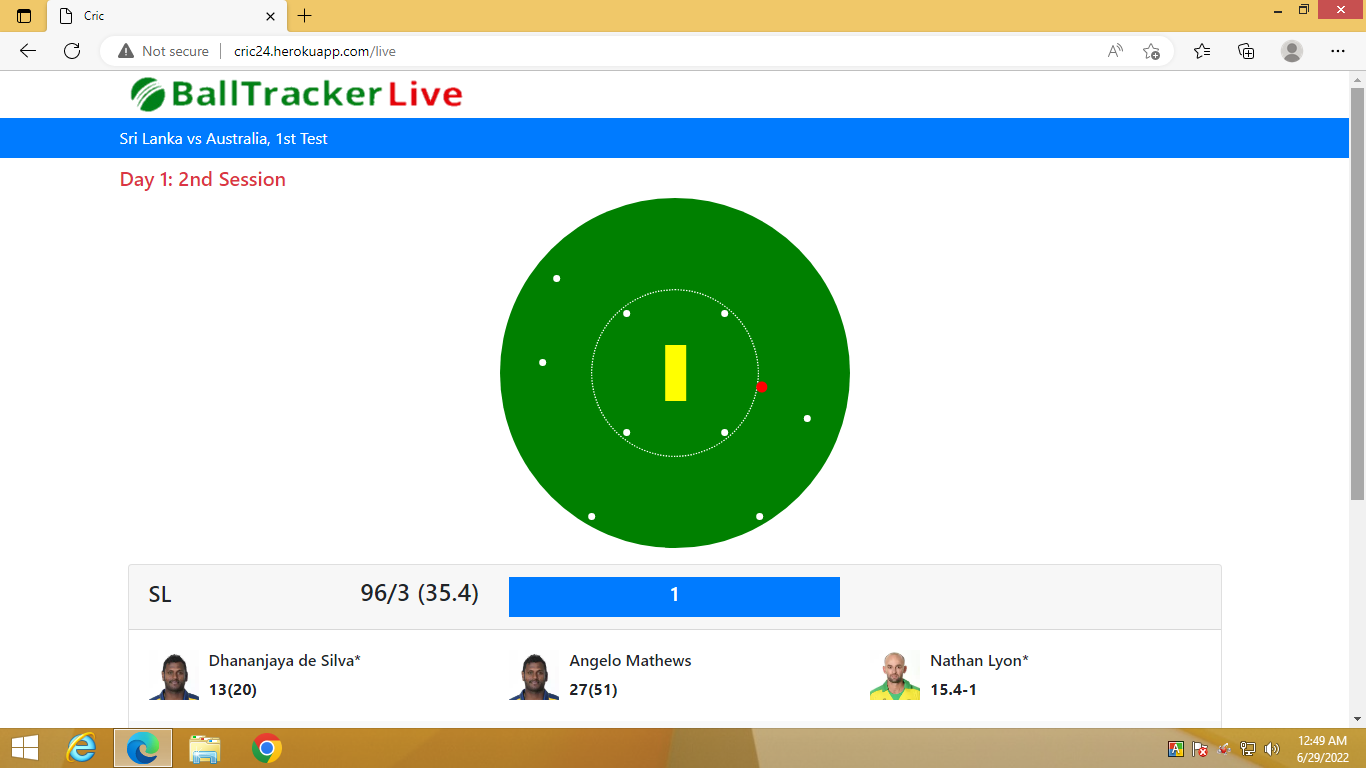 Cric
Not secure
cric24.herokuapp.com/live
BallTracker Live
Sri Lanka vs Australia, 1st Test
Day 1: 2nd Session
SL
96/3 (35.4)
1
Dhananjaya de Silva*
13(20)
Angelo Mathews
27(51)
Nathan Lyon*
15.4-1
12:49 AM
6/29/2022